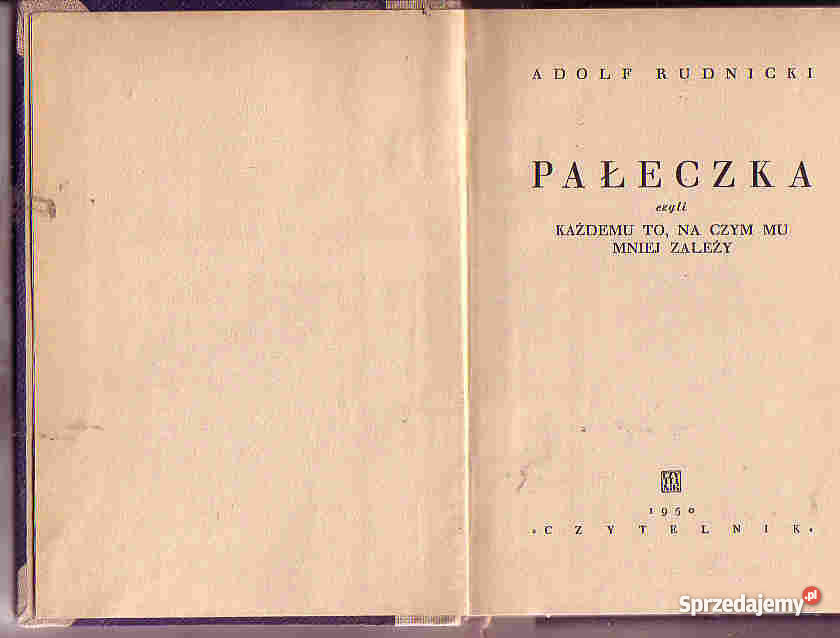 ADOLF RUDNICKI
PAŁECZKA
czyli
KAŻDEMU TO, NA CZYM MU
MNIEJ ZALEŻY
1950
•CZYTELNIK•
Sprzedajemy.pl